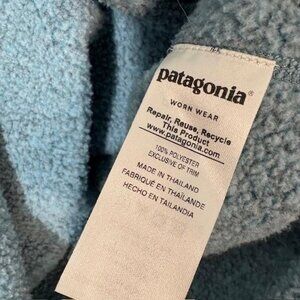 patagonia®
WORN WEAR
Repair, Reuse, Recycle
This Product
www.patagonia.com
100% POLYESTER
EXCLUSIVE OF TRIM
MADE IN THAILAND
FABRIQUÉ EN THAÏLANDE
HECHO EN TAILANDIA